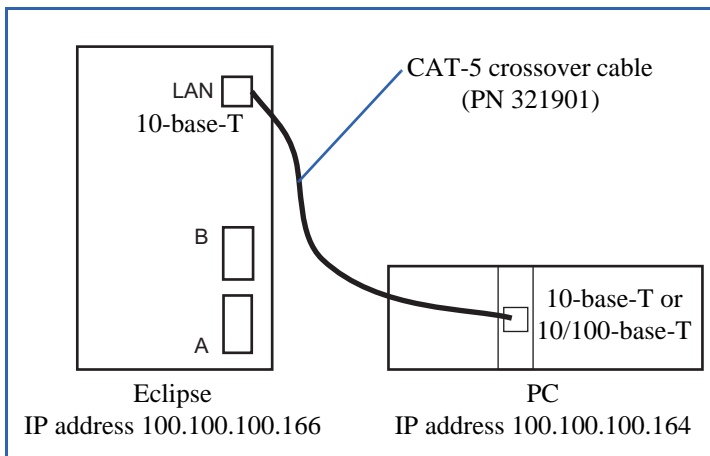 CAT-5 crossover cable
(PN 321901)
LAN
10-base-T
B
A
10-base-T or
10/100-base-T
Eclipse
IP address 100.100.100.166
PC
IP address 100.100.100.164